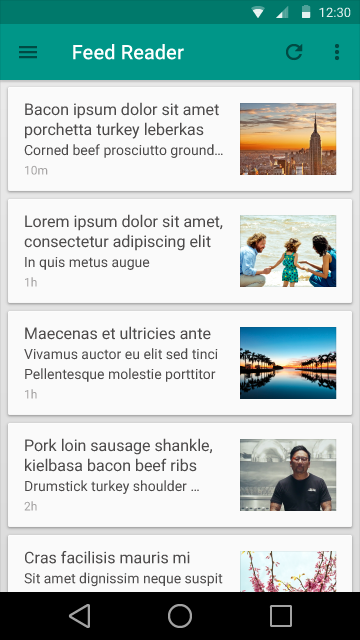 12:30
Feed Reader
Bacon ipsum dolor sit amet
porchetta turkey leberkas
Corned beef prosciutto ground…
10m
Lorem ipsum dolor sit amet,
consectetur adipiscing elit
In quis metus augue
1h
Maecenas et ultricies ante
Vivamus auctor eu elit sed tinci
Pellentesque molestie porttitor
1h
Pork loin sausage shankle,
kielbasa bacon beef ribs
Drumstick turkey shoulder …
2h
Cras facilisis mauris mi
Sit amet dignissim neque suspit